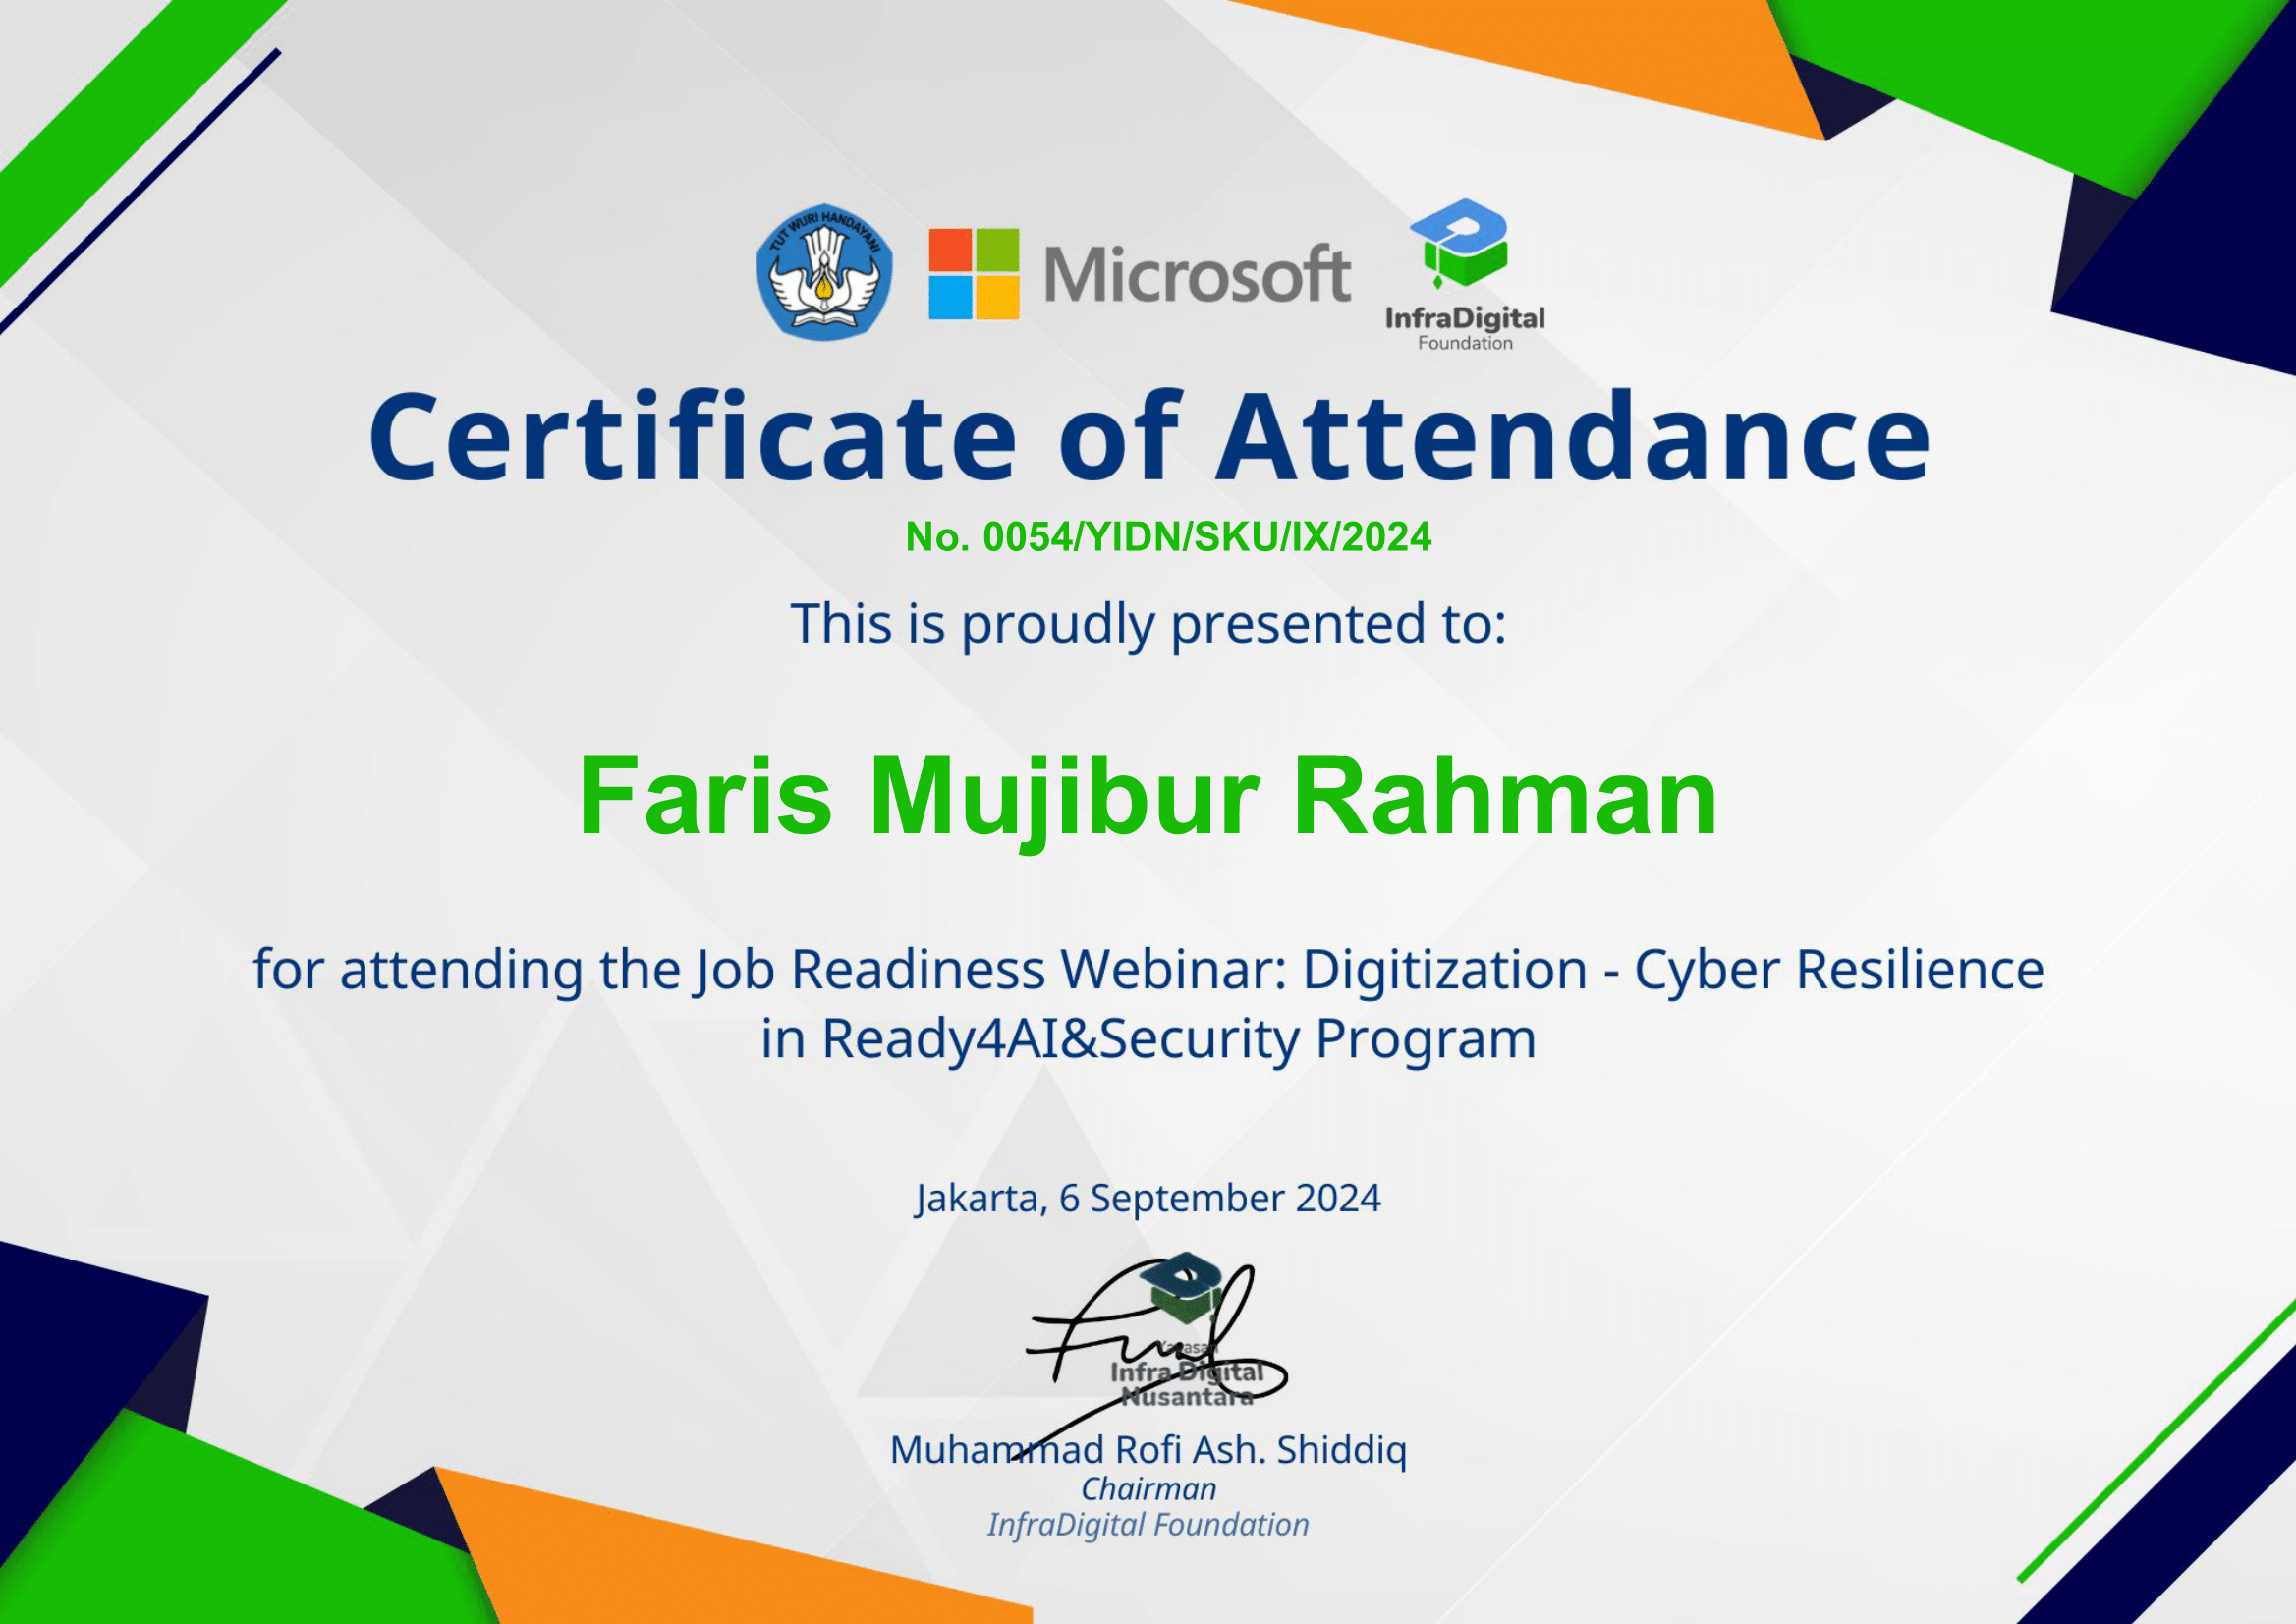 TUT WURI HANDAYANI
Microsoft
InfraDigital
Foundation
Certificate of Attendance
No. 0054/YIDN/SKU/IX/2024
This is proudly presented to:
Faris Mujibur Rahman
for attending the Job Readiness Webinar: Digitization - Cyber Resilience
in Ready4AI&Security Program
Jakarta, 6 September 2024
Yayasan
Infra Digital
Nusantara
Muhammad Rofi Ash. Shiddiq
Chairman
InfraDigital Foundation